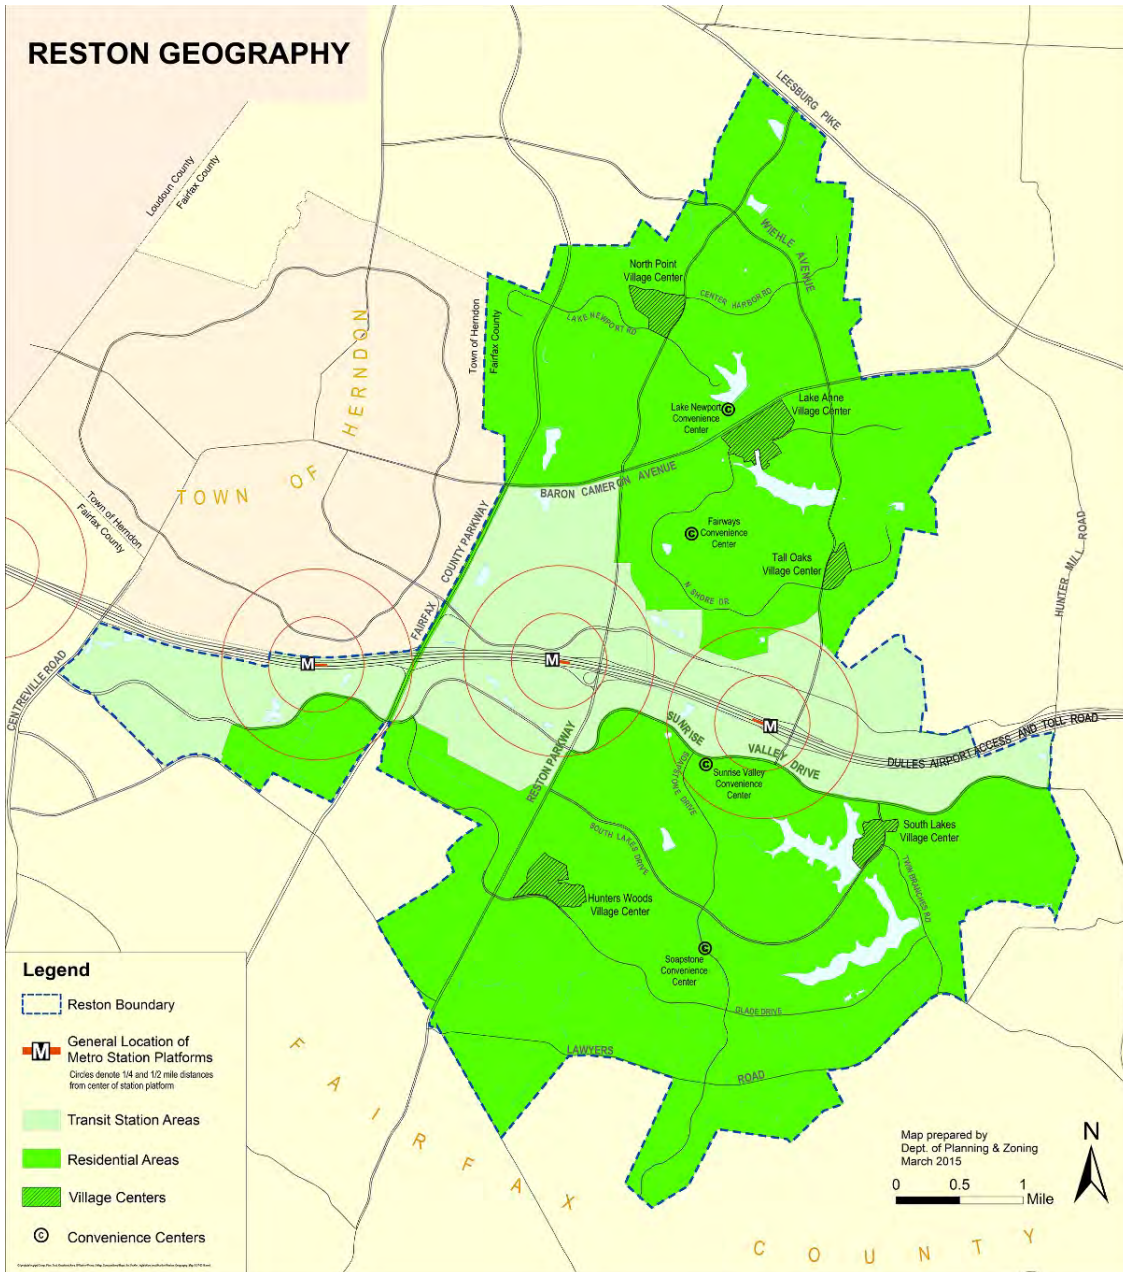 RESTON GEOGRAPHY
LEESBURG PIKE
Loudoun County
Fairfax County
WIEHLE AVENUE
North Point
Village Center
CENTER HARBOR RD
LAKE NEWPORT RD
Town of Herndon
Fairfax County
TOWN OF HERNDON
Lake Newport
Convenience
Center
C
Lake Anne
Village Center
BARON CAMERON AVENUE
Town of Herndon
Fairfax County
FAIRFAX COUNTY PARKWAY
C
Fairways
Convenience
Center
Tall Oaks
Village Center
N SHORE DR
HUNTER MILL ROAD
CENTREVILLE ROAD
M
M
M
SUNRISE VALLEY DRIVE
DULLES AIRPORT ACCESS AND TOLL ROAD
RESTON PARKWAY
C
Sunrise Valley
Convenience
Center
SOAPSTONE DRIVE
SOUTH LAKES DRIVE
South Lakes
Village Center
TWIN BRANCHES RD
Hunters Woods
Village Center
C
Soapstone
Convenience
Center
GLADE DRIVE
LAWYERS ROAD
FAIRFAX COUNTY
Legend
Reston Boundary
M
General Location of
Metro Station Platforms
Circles denote 1/4 and 1/2 mile distances
from center of station platform
Transit Station Areas
Residential Areas
Village Centers
C
Convenience Centers
Map prepared by
Dept. of Planning & Zoning
March 2015
0 0.5 1
Mile
N